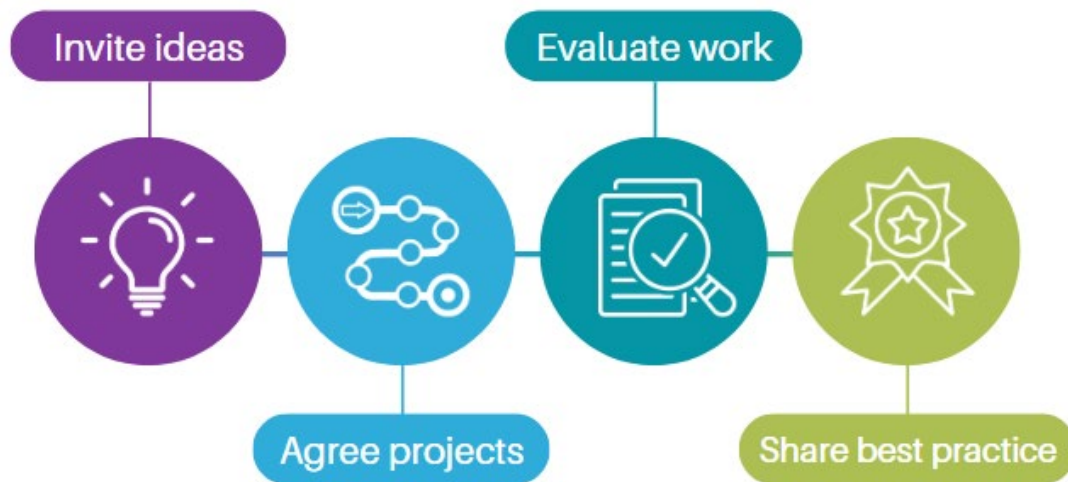 Invite ideas
Agree projects
Evaluate work
Share best practice